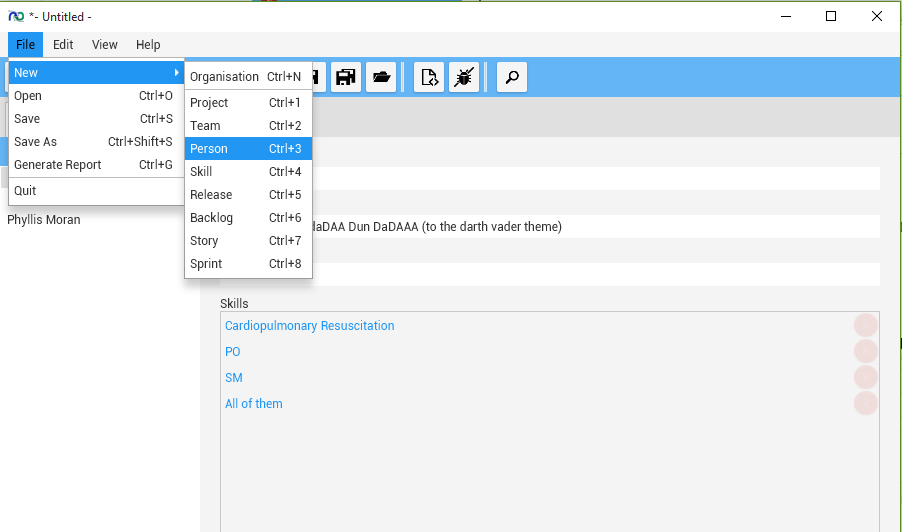 *- Untitled -
File Edit View Help
New
Open Ctrl+O
Save Ctrl+S
Save As Ctrl+Shift+S
Generate Report Ctrl+G
Quit
Organisation Ctrl+N
Project Ctrl+1
Team Ctrl+2
Person Ctrl+3
Skill Ctrl+4
Release Ctrl+5
Backlog Ctrl+6
Story Ctrl+7
Sprint Ctrl+8
Phyllis Moran
Dun DaDAAA (to the darth vader theme)
Skills
Cardiopulmonary Resuscitation
PO
SM
All of them